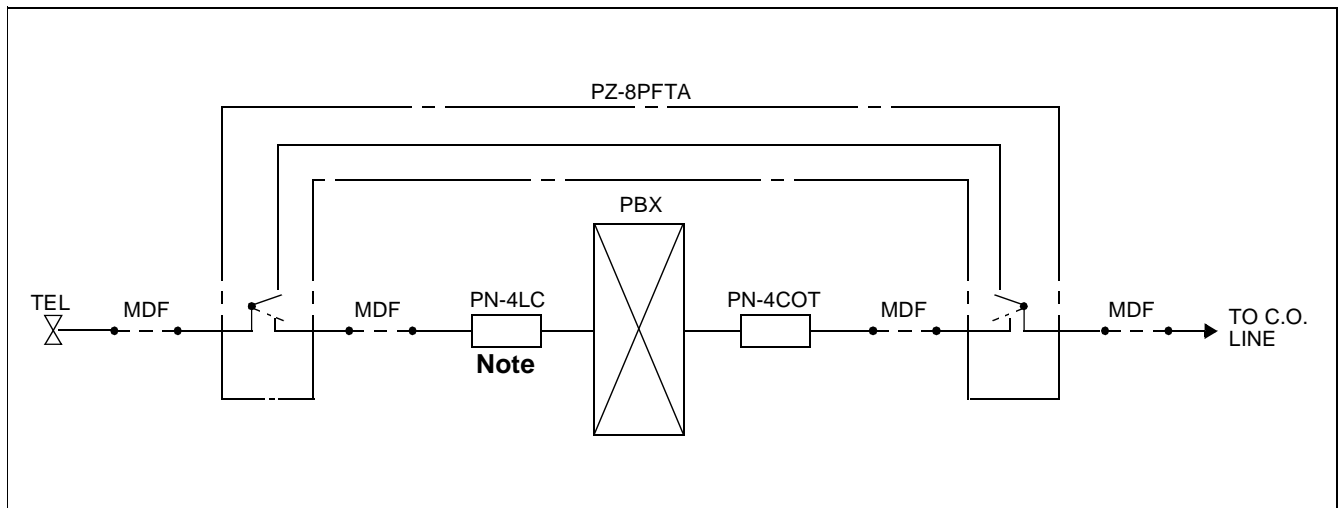 PZ-8PFTA
PBX
TEL
MDF
MDF
PN-4LC
Note
PN-4COT
MDF
MDF
TO C.O.
LINE